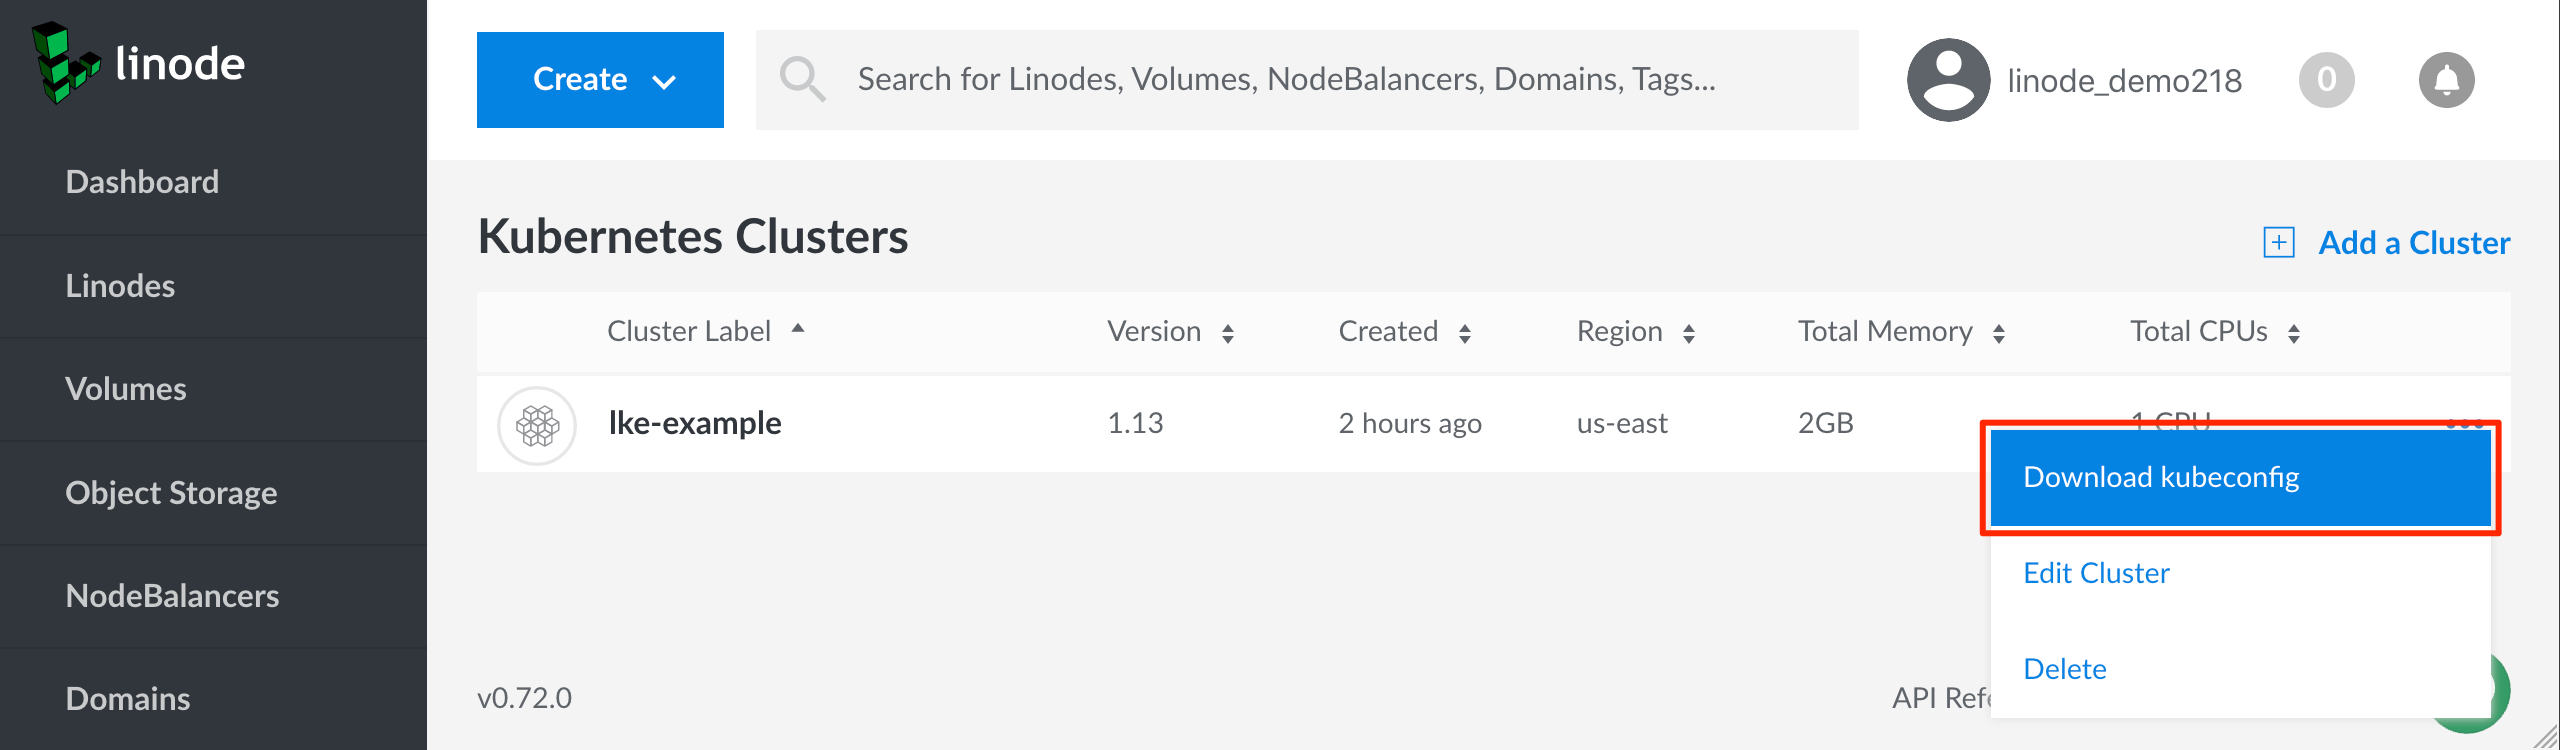 linode
Create
Search for Linodes, Volumes, NodeBalancers, Domains, Tags...
linode_demo218
0
Dashboard
Linodes
Volumes
Object Storage
NodeBalancers
Domains
Kubernetes Clusters
Add a Cluster
Cluster Label Version Created Region Total Memory Total CPUs
lke-example 1.13 2 hours ago us-east 2GB 1 CPU
Download kubeconfig
Edit Cluster
Delete
v0.72.0
API